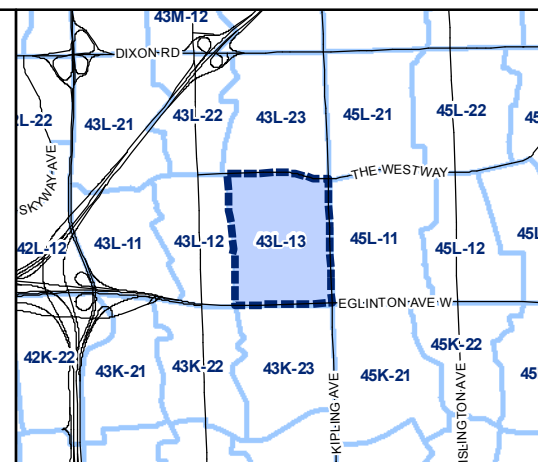 43M-12
DIXON RD
L-22
43L-21
43L-22
43L-23
45L-21
45L-22
45
SKYWAY AVE
THE WESTWAY
42L-12
43L-11
43L-12
43L-13
45L-11
45L-12
45L
EGLINTON AVE W
42K-22
43K-21
43K-22
43K-23
45K-21
45K-22
45
KIPLING AVE
ISLINGTON AVE